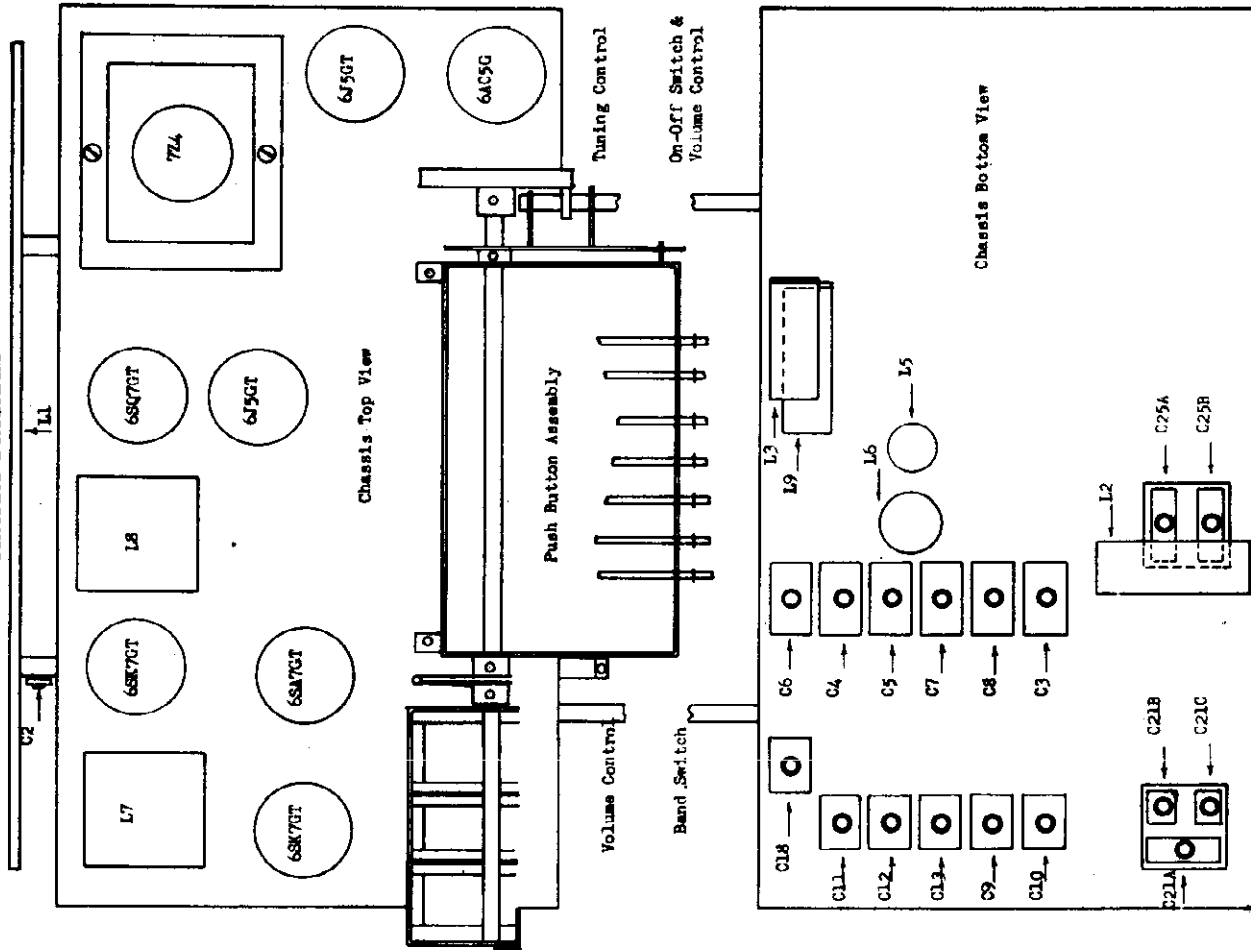 L1
C2
7Z4
6J5GT
6AC5G
6SQ7GT
6J5GT
L8
6SK7GT
6SA7GT
L7
6SK7GT
Chassis Top View
Push Button Assembly
Tuning Control
On-Off Switch &
Volume Control
Volume Control
Band Switch
Chassis Bottom View
L3
L9
L6
L5
L2
C25A
C25B
C6
C4
C5
C7
C8
C3
C18
C11
C12
C13
C9
C10
C21B
C21C
C21A